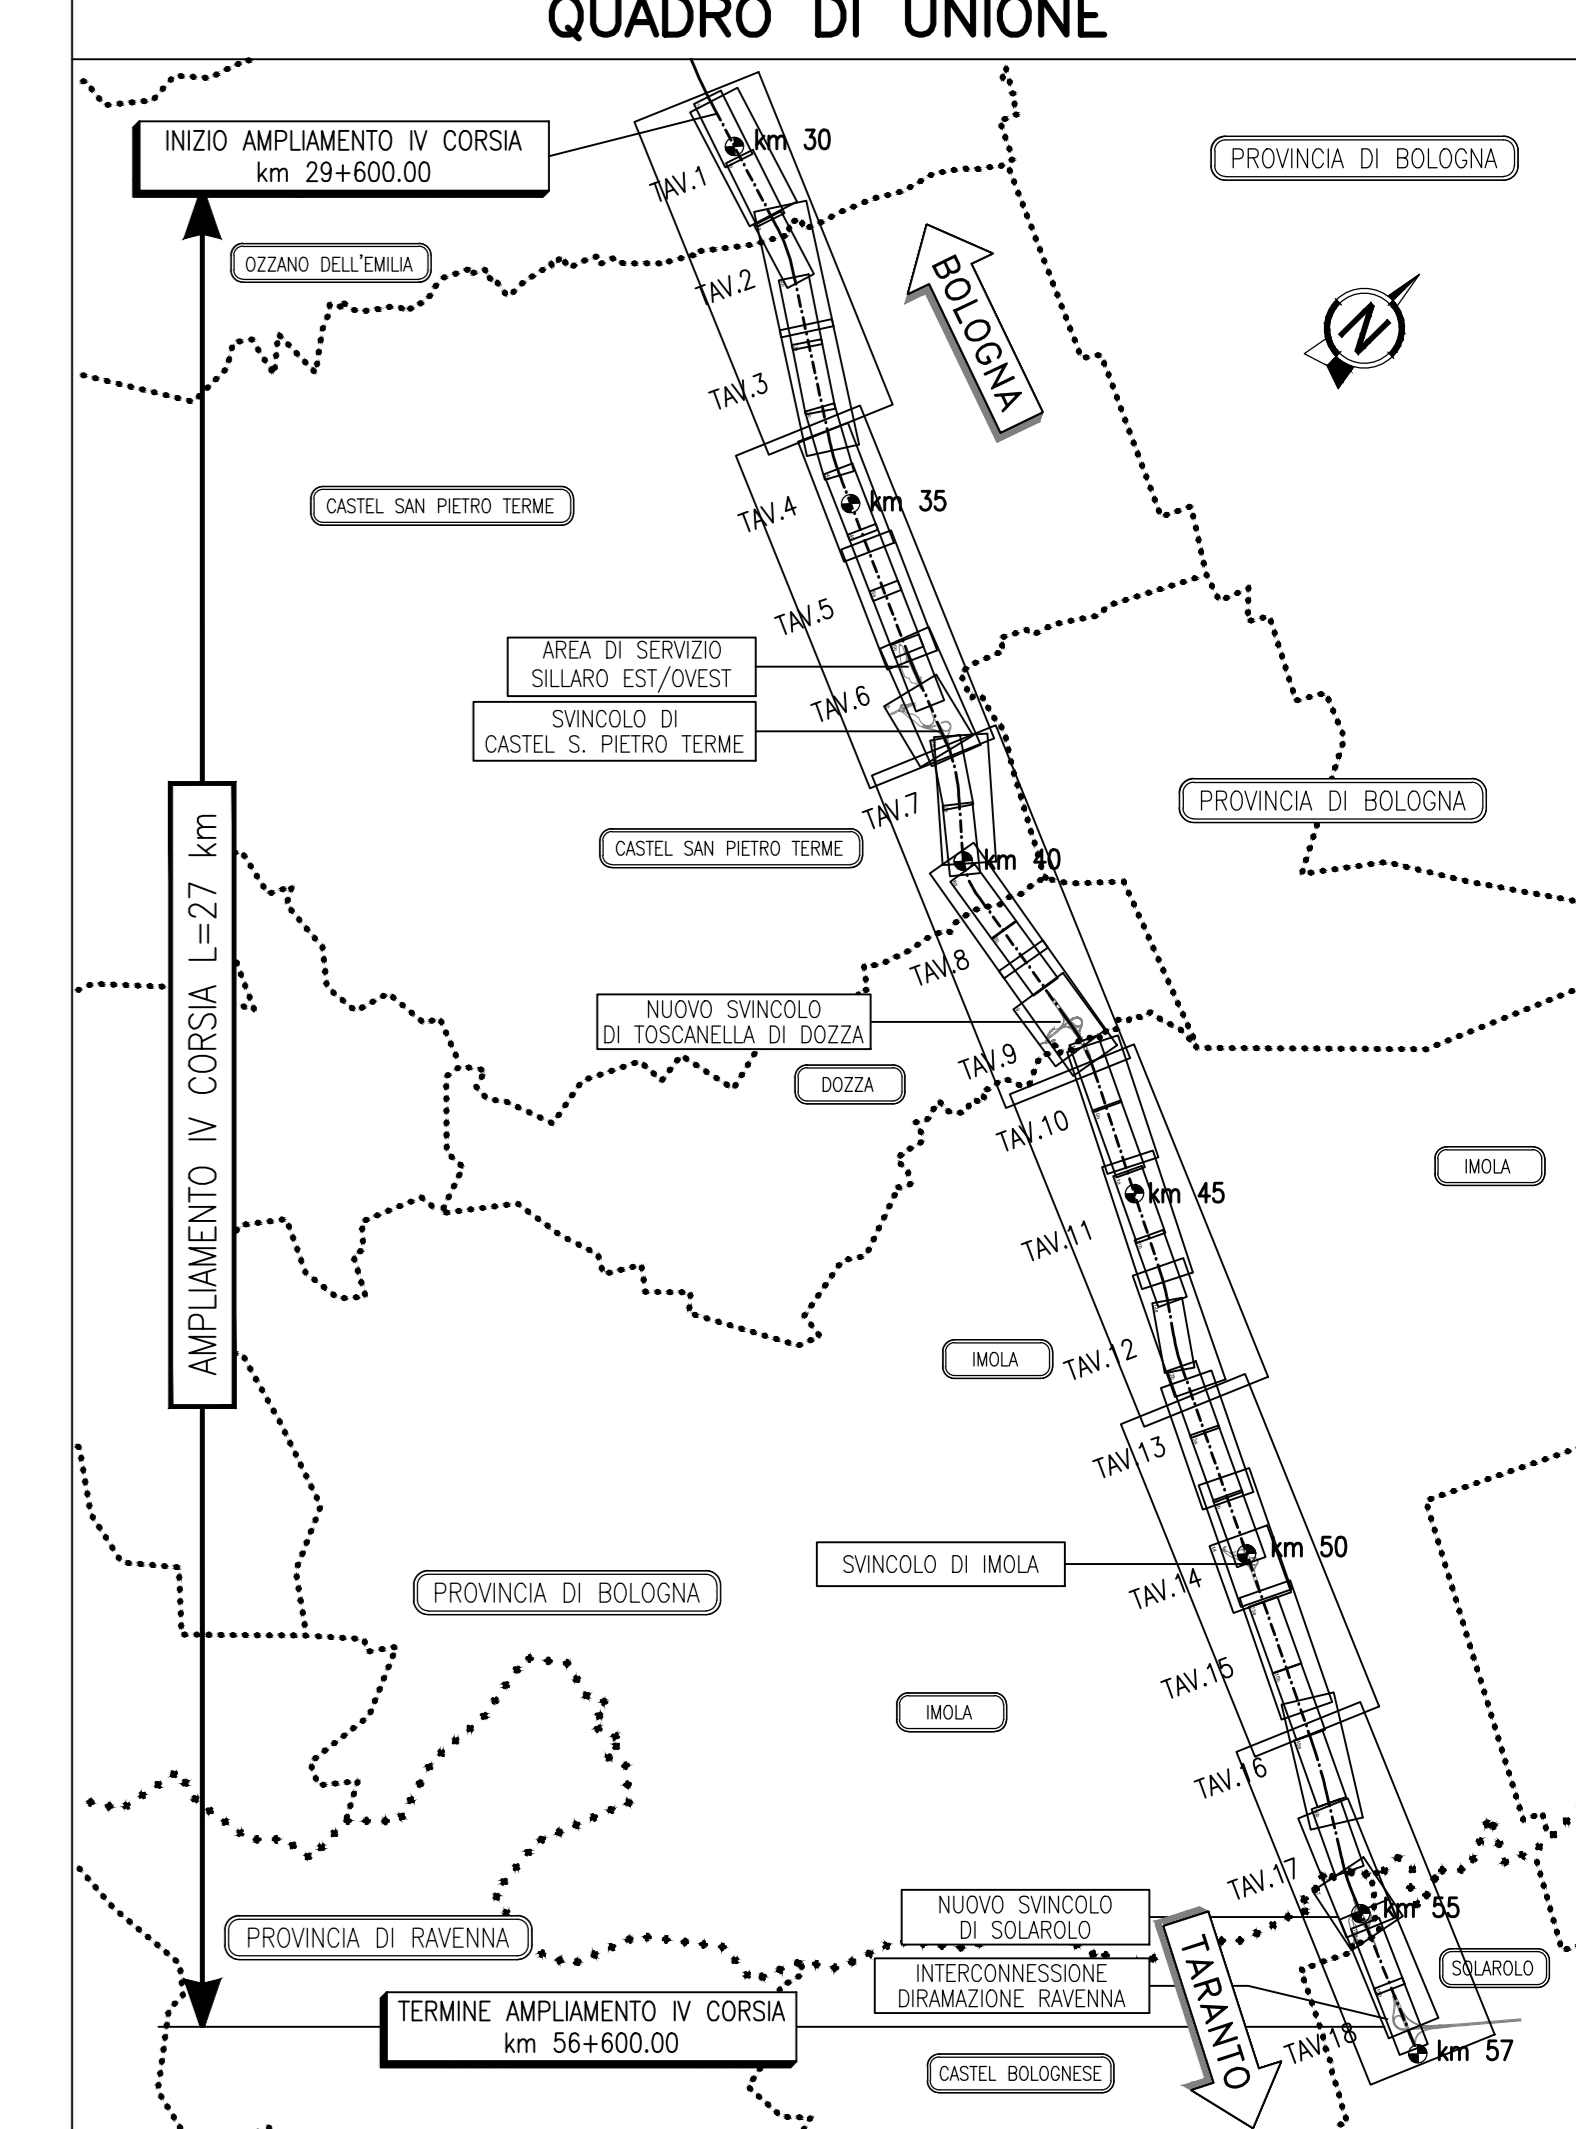 QUADRO DI UNIONE
INIZIO AMPLIAMENTO IV CORSIA
km 29+600.00
km 30
PROVINCIA DI BOLOGNA
TAV.1
OZZANO DELL'EMILIA
TAV.2
BOLOGNA
N
TAV.3
CASTEL SAN PIETRO TERME
TAV.4
km 35
TAV.5
AREA DI SERVIZIO
SILLARO EST/OVEST
TAV.6
SVINCOLO DI
CASTEL S. PIETRO TERME
TAV.7
PROVINCIA DI BOLOGNA
CASTEL SAN PIETRO TERME
km 40
AMPLIAMENTO IV CORSIA L=27 km
TAV.8
NUOVO SVINCOLO
DI TOSCANELLA DI DOZZA
TAV.9
DOZZA
TAV.10
IMOLA
km 45
TAV.11
IMOLA
TAV.12
TAV.13
km 50
SVINCOLO DI IMOLA
TAV.14
PROVINCIA DI BOLOGNA
TAV.15
IMOLA
TAV.16
TAV.17
NUOVO SVINCOLO
DI SOLAROLO
km 55
PROVINCIA DI RAVENNA
INTERCONNESSIONE
DIRAMAZIONE RAVENNA
SOLAROLO
TARANTO
TERMINE AMPLIAMENTO IV CORSIA
km 56+600.00
TAV.18
km 57
CASTEL BOLOGNESE